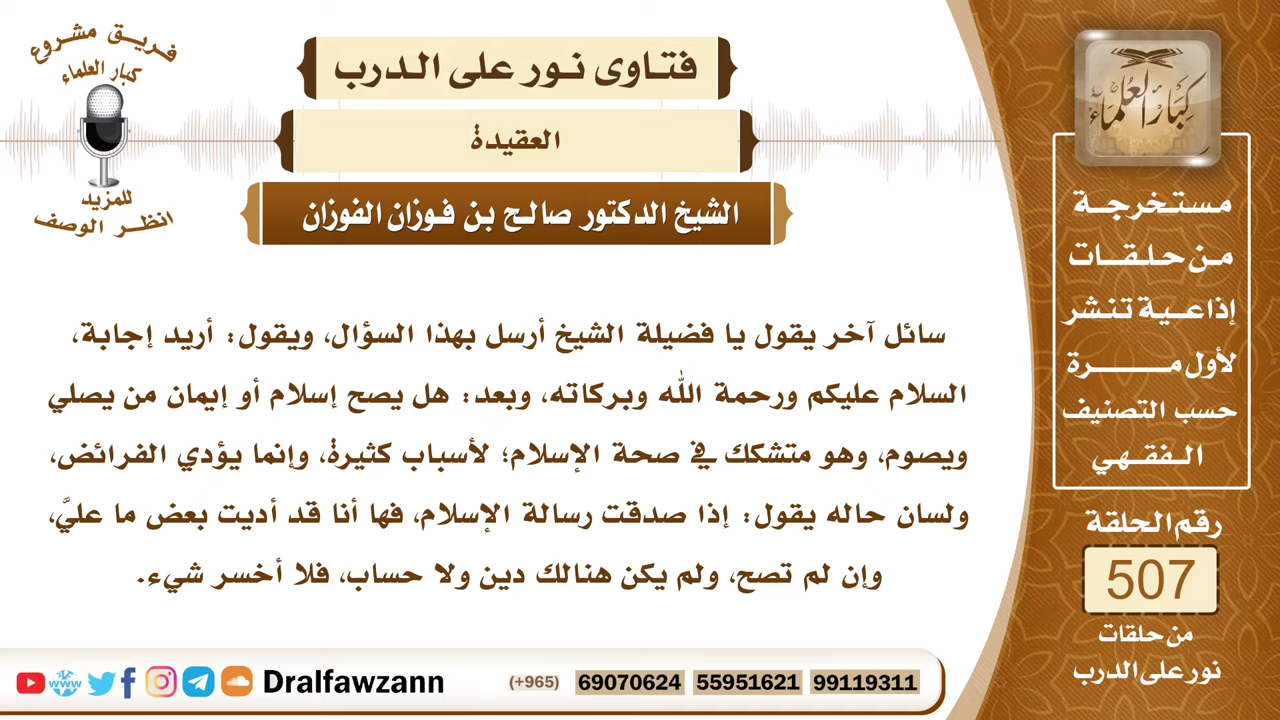 فريق مشروع
كبار العلماء
للمزيد
انظر الوصف
فتاوى نور على الدرب
العقيدة
الشيخ الدكتور صالح بن فوزان الفوزان
سائل آخر يقول يا فضيلة الشيخ أرسل بهذا السؤال، ويقول: أريد إجابة،
السلام عليكم ورحمة الله وبركاته، وبعد: هل يصح إسلام أو إيمان من يصلي
ويصوم، وهو متشكك في صحة الإسلام؛ لأسباب كثيرة، وإنما يؤدي الفرائض،
ولسان حاله يقول: إذا صدقت رسالة الإسلام، فها أنا قد أديت بعض ما عليَّ،
وإن لم تصح، ولم يكن هنالك دين ولا حساب، فلا أخسر شيء.
كبار العلماء
مستخرجة
من حلقات
إذاعية تنشر
لأول مرة
حسب التصنيف
الفقهي
رقم الحلقة
507
من حلقات
نور على الدرب
www Dralfawzann (+965) 69070624 55951621 99119311